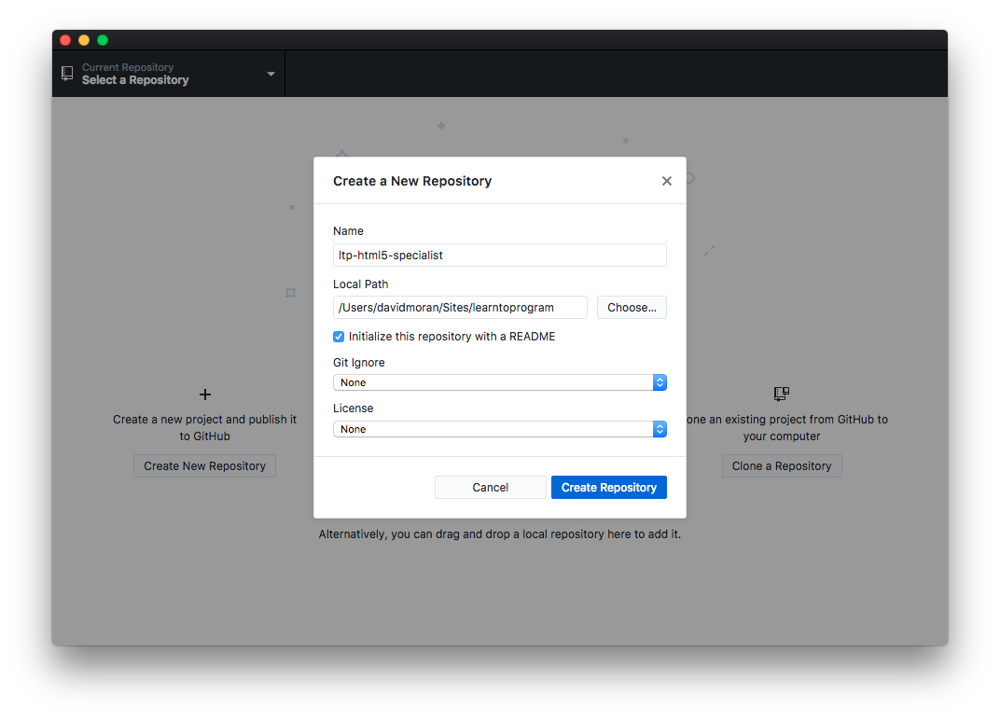 Current Repository
Select a Repository
Create a New Repository
Name
ltp-html5-specialist
Local Path
/Users/davidmoran/Sites/learntoprogram
Choose...
Initialize this repository with a README
Git Ignore
None
License
None
Cancel
Create Repository
Create a new project and publish it
to GitHub
Create New Repository
an existing project from GitHub to
your computer
Clone a Repository
Alternatively, you can drag and drop a local repository here to add it.